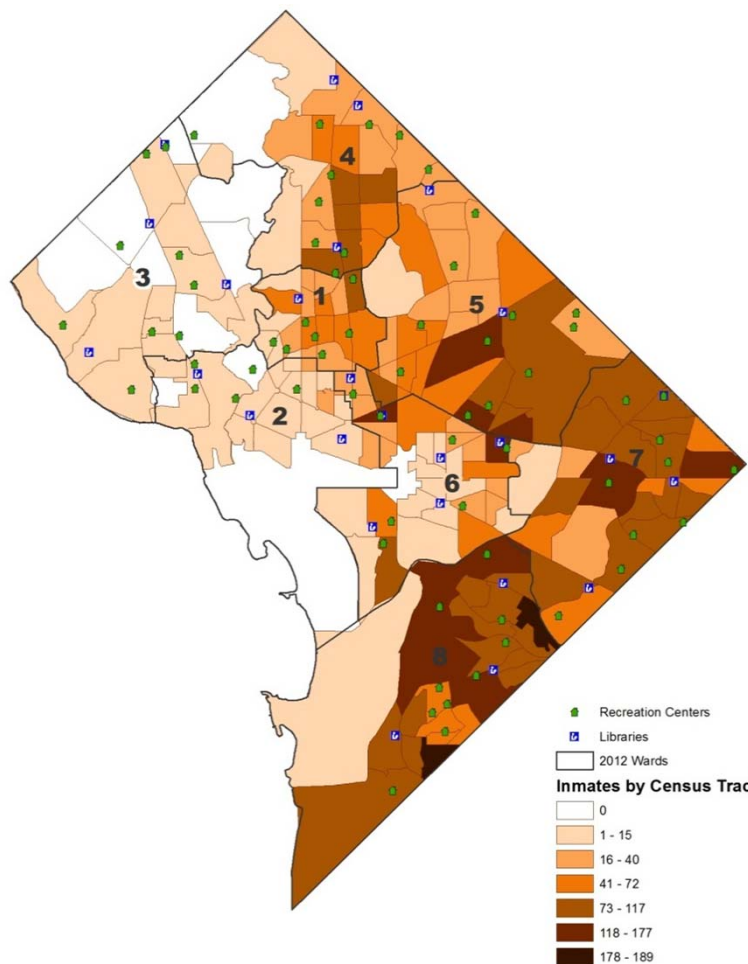 4
3
1
5
2
7
6
8
Recreation Centers
Libraries
2012 Wards
Inmates by Census Trac
0
1 - 15
16 - 40
41 - 72
73 - 117
118 - 177
178 - 189